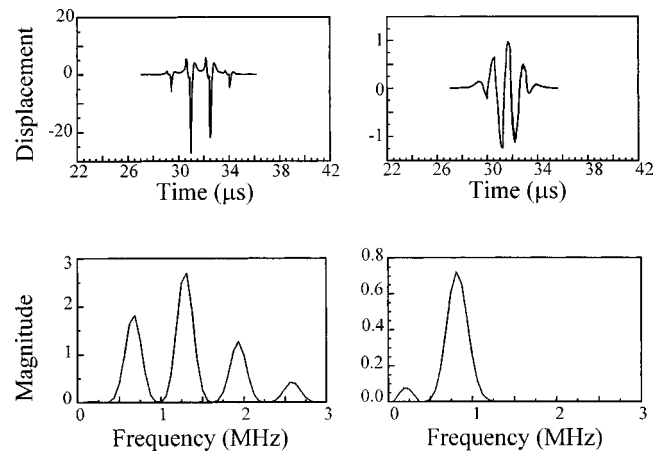 Displacement
20
0
-20
22 26 30 34 38 42
Time (μs)
1
0
-1
22 26 30 34 38 42
Time (μs)
Magnitude
3
2
1
0
0 1 2 3
Frequency (MHz)
0.8
0.6
0.4
0.2
0.0
0 1 2 3
Frequency (MHz)